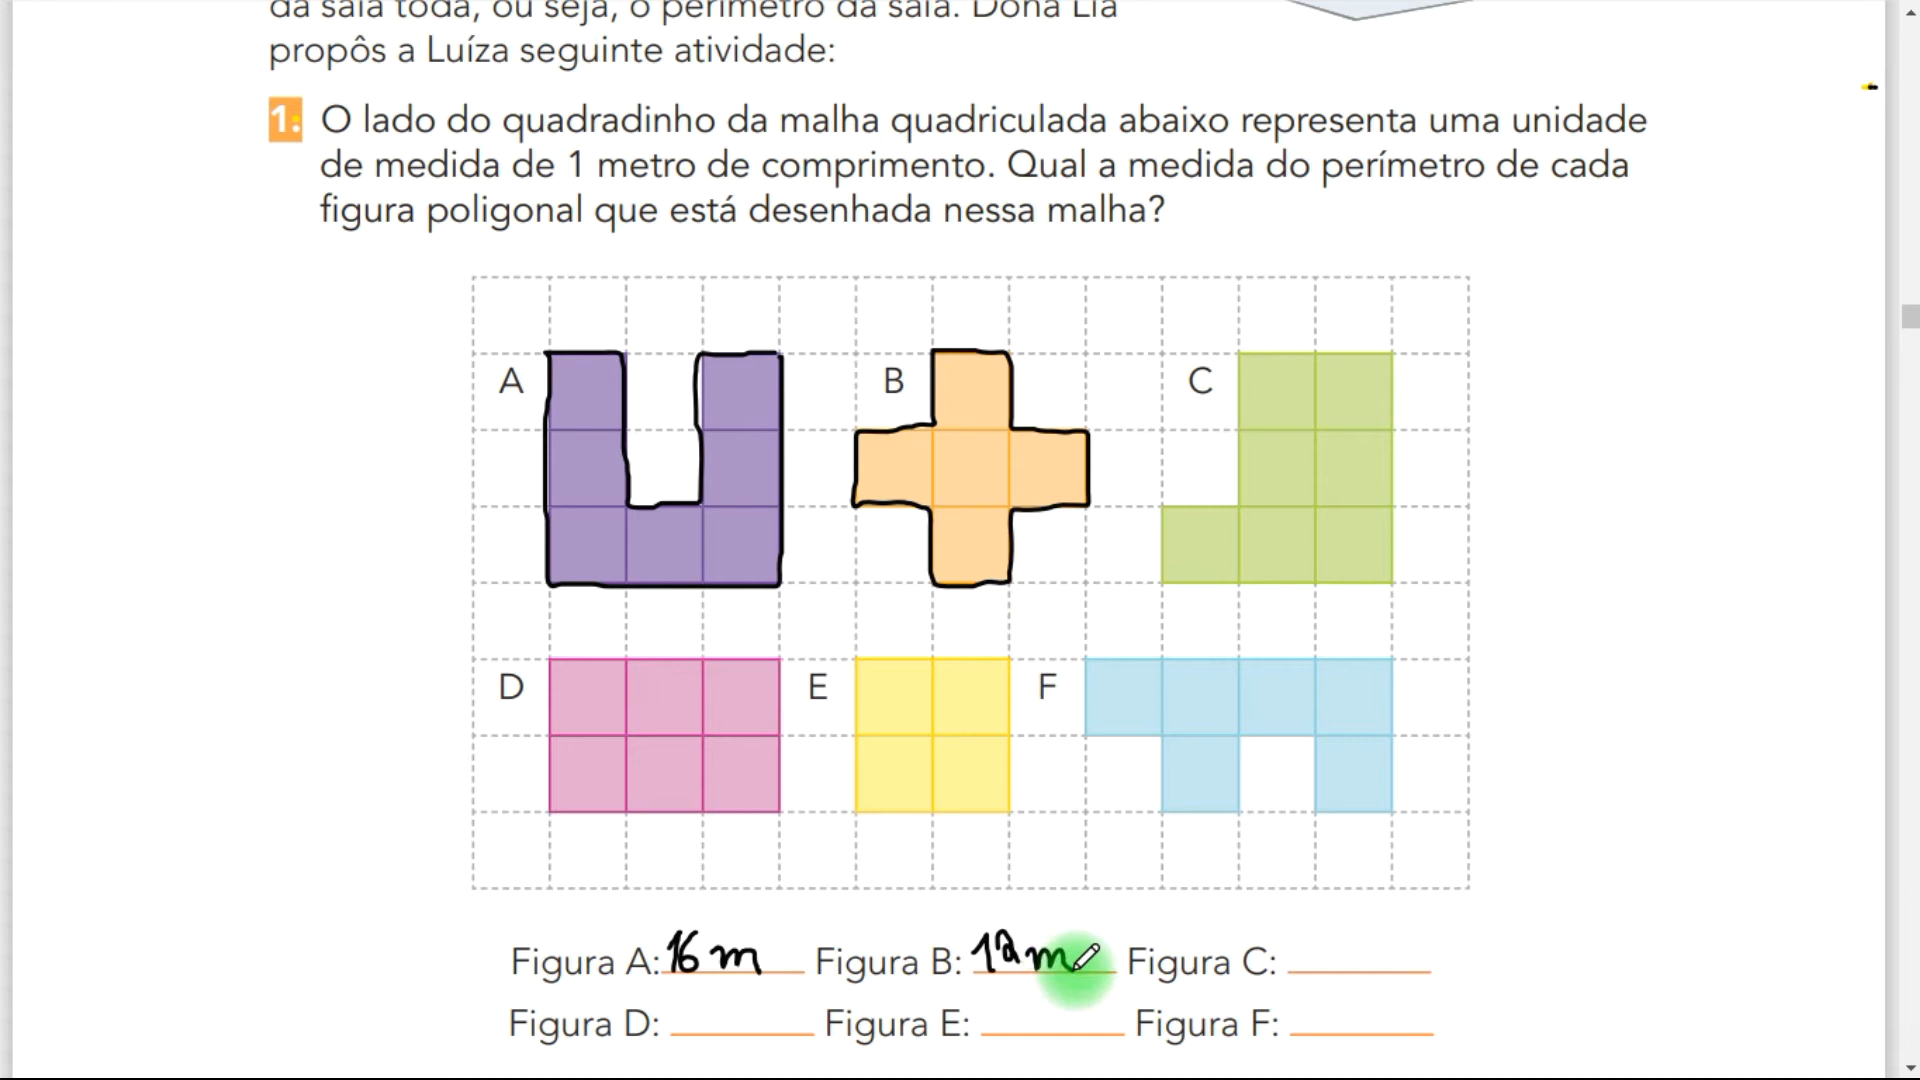 da saia toda, ou seja, o perímetro da saia. Dona Lia
propôs a Luíza seguinte atividade:
1: O lado do quadradinho da malha quadriculada abaixo representa uma unidade
de medida de 1 metro de comprimento. Qual a medida do perímetro de cada
figura poligonal que está desenhada nessa malha?
A B C
D E F
Figura A: 16 m Figura B: 12 m Figura C:
Figura D: Figura E: Figura F: